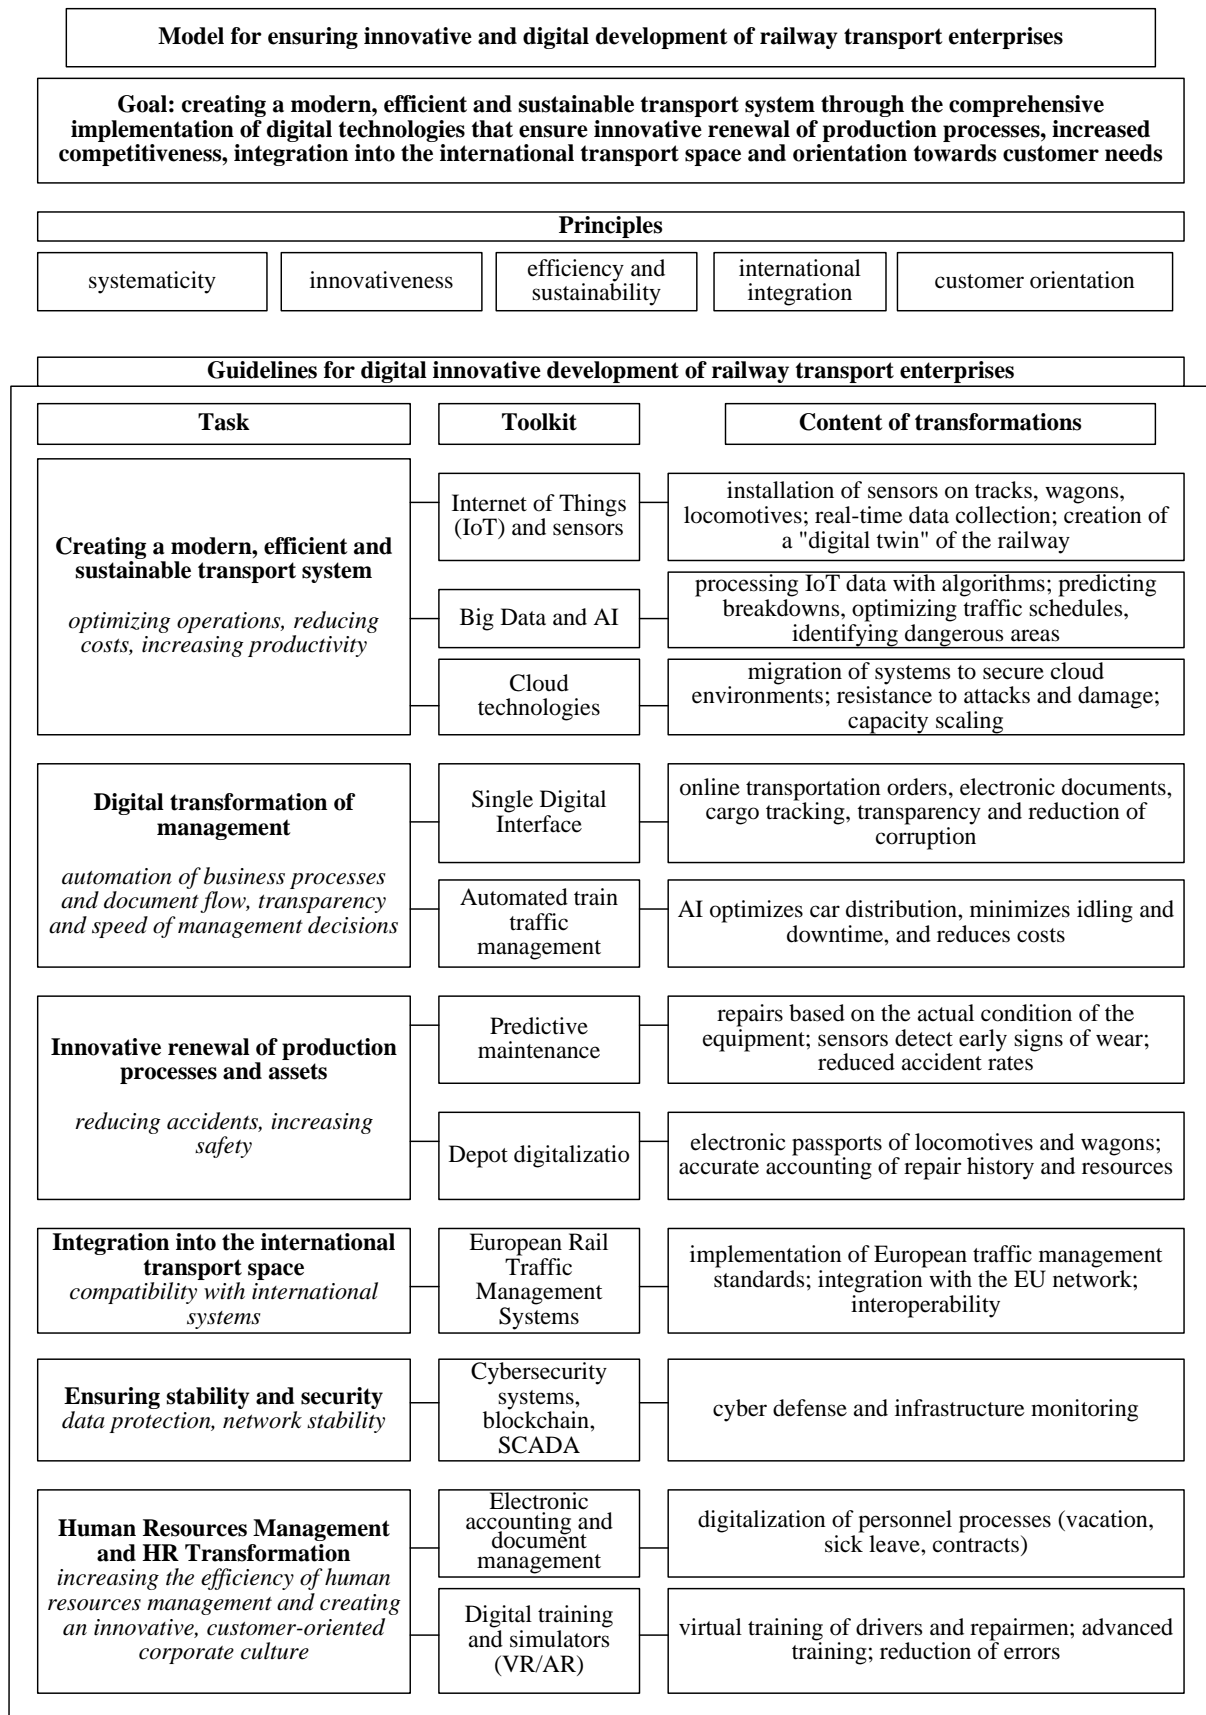 Model for ensuring innovative and digital development of railway transport enterprises
Goal: creating a modern, efficient and sustainable transport system through the comprehensive
implementation of digital technologies that ensure innovative renewal of production processes, increased
competitiveness, integration into the international transport space and orientation towards customer needs
Principles
systematicity
innovativeness
efficiency and
sustainability
international
integration
customer orientation
Guidelines for digital innovative development of railway transport enterprises
Task
Toolkit
Content of transformations
Creating a modern, efficient and
sustainable transport system
optimizing operations, reducing
costs, increasing productivity
Internet of Things
(IoT) and sensors
installation of sensors on tracks, wagons,
locomotives; real-time data collection; creation of
a "digital twin" of the railway
Big Data and AI
processing IoT data with algorithms; predicting
breakdowns, optimizing traffic schedules,
identifying dangerous areas
Cloud
technologies
migration of systems to secure cloud
environments; resistance to attacks and damage;
capacity scaling
Digital transformation of
management
automation of business processes
and document flow, transparency
and speed of management decisions
Single Digital
Interface
online transportation orders, electronic documents,
cargo tracking, transparency and reduction of
corruption
Automated train
traffic
management
AI optimizes car distribution, minimizes idling and
downtime, and reduces costs
Innovative renewal of production
processes and assets
reducing accidents, increasing
safety
Predictive
maintenance
repairs based on the actual condition of the
equipment; sensors detect early signs of wear;
reduced accident rates
Depot digitalizatio
electronic passports of locomotives and wagons;
accurate accounting of repair history and resources
Integration into the international
transport space
compatibility with international
systems
European Rail
Traffic
Management
Systems
implementation of European traffic management
standards; integration with the EU network;
interoperability
Ensuring stability and security
data protection, network stability
Cybersecurity
systems,
blockchain,
SCADA
cyber defense and infrastructure monitoring
Human Resources Management
and HR Transformation
increasing the efficiency of human
resources management and creating
an innovative, customer-oriented
corporate culture
Electronic
accounting and
document
management
digitalization of personnel processes (vacation,
sick leave, contracts)
Digital training
and simulators
(VR/AR)
virtual training of drivers and repairmen; advanced
training; reduction of errors